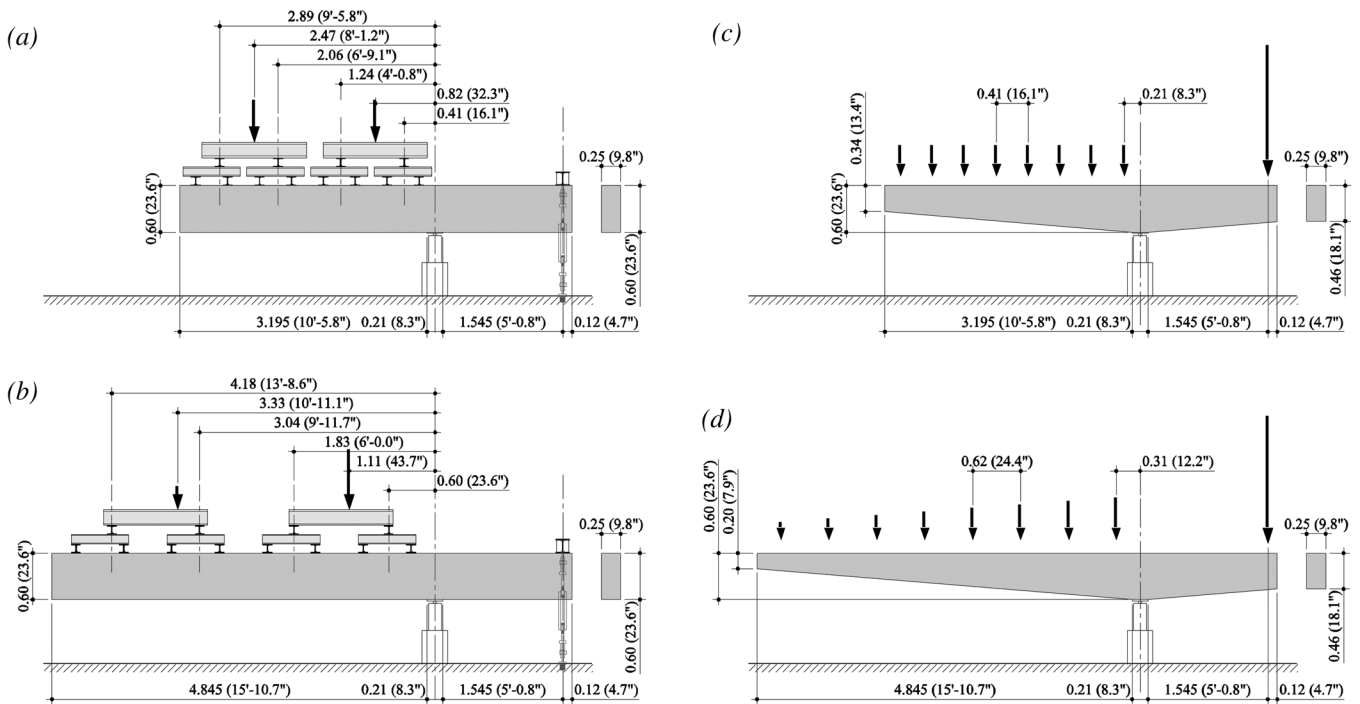 (a)
2.89 (9'-5.8")
2.47 (8'-1.2")
2.06 (6'-9.1")
1.24 (4'-0.8")
0.82 (32.3")
0.41 (16.1")
0.25 (9.8")
0.60 (23.6")
0.60 (23.6")
3.195 (10'-5.8") 0.21 (8.3") 1.545 (5'-0.8") 0.12 (4.7")
(c)
0.41 (16.1") 0.21 (8.3")
0.34 (13.4")
0.25 (9.8")
0.60 (23.6")
0.46 (18.1")
3.195 (10'-5.8") 0.21 (8.3") 1.545 (5'-0.8") 0.12 (4.7")
(b)
4.18 (13'-8.6")
3.33 (10'-11.1")
3.04 (9'-11.7")
1.83 (6'-0.0")
1.11 (43.7")
0.60 (23.6")
0.25 (9.8")
0.60 (23.6")
0.60 (23.6")
4.845 (15'-10.7") 0.21 (8.3") 1.545 (5'-0.8") 0.12 (4.7")
(d)
0.62 (24.4") 0.31 (12.2")
0.60 (23.6")
0.20 (7.9")
0.25 (9.8")
0.46 (18.1")
4.845 (15'-10.7") 0.21 (8.3") 1.545 (5'-0.8") 0.12 (4.7")